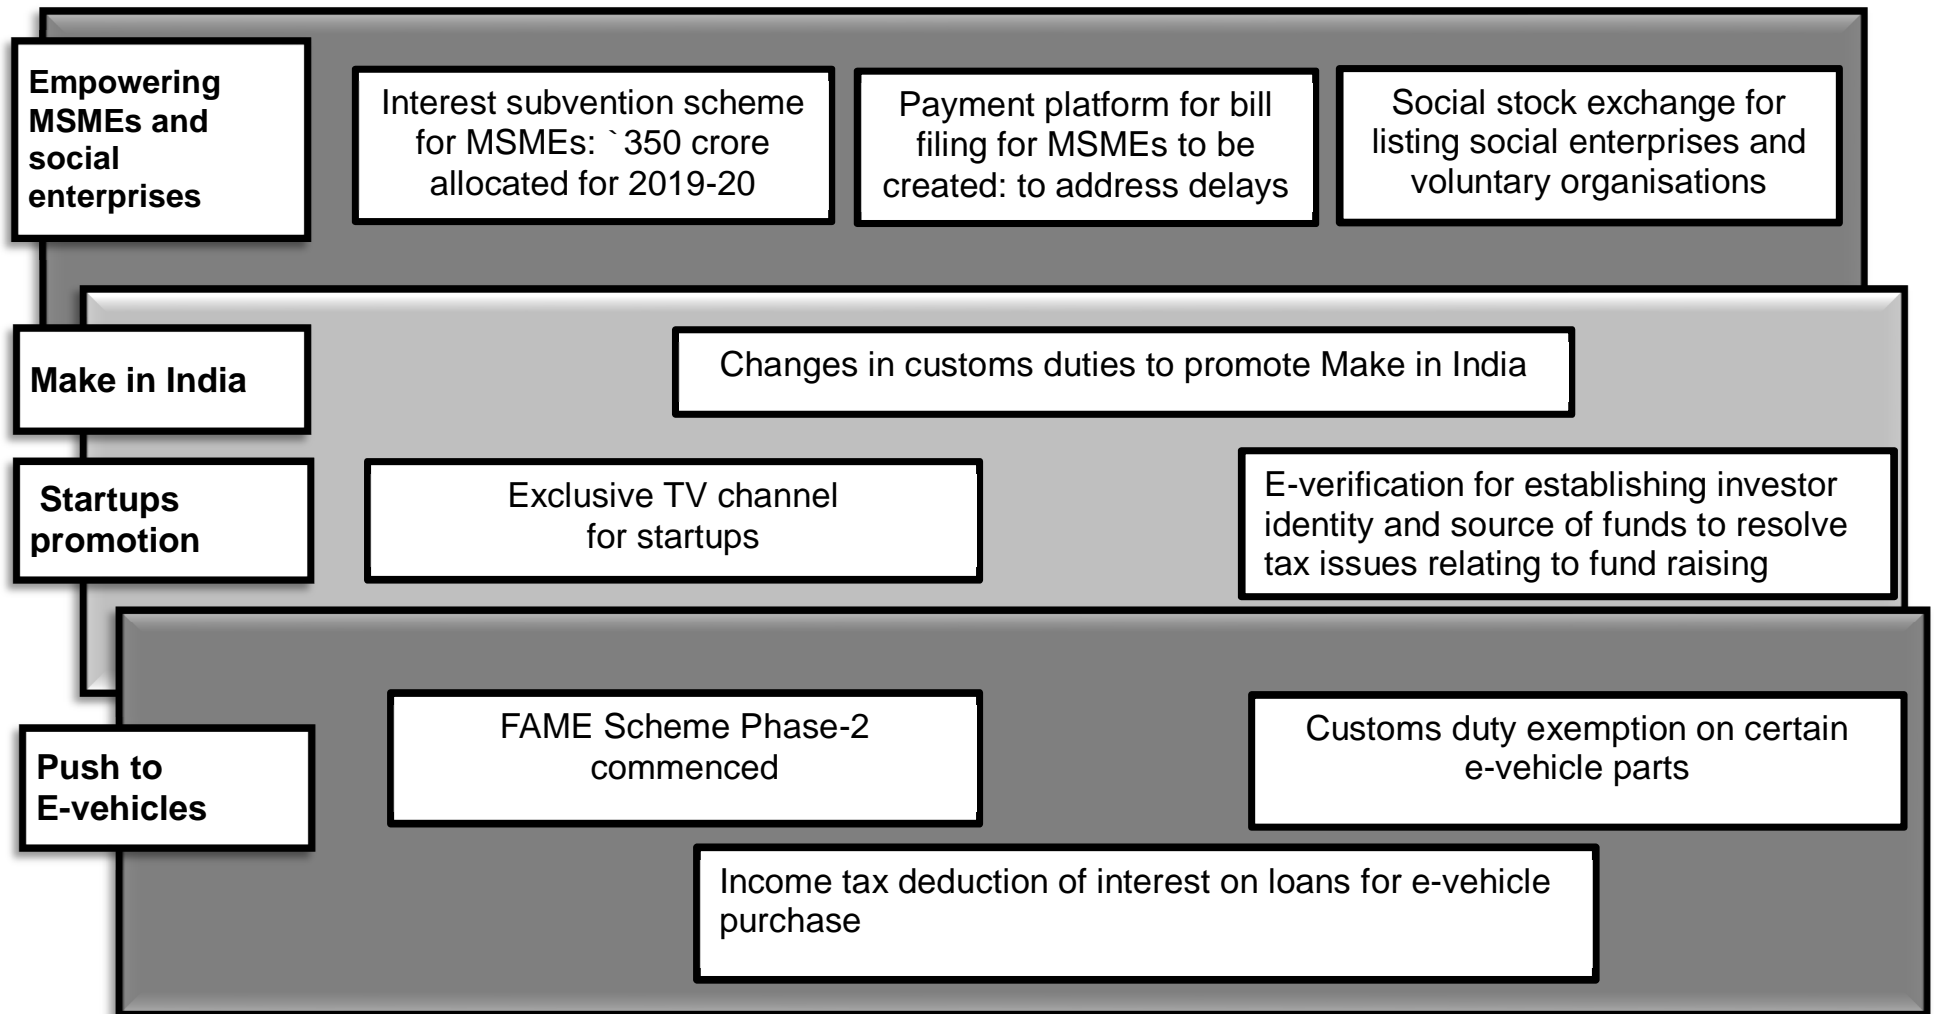 Empowering
MSMEs and
social
enterprises
Interest subvention scheme
for MSMEs: `350 crore
allocated for 2019-20
Payment platform for bill
filing for MSMEs to be
created: to address delays
Social stock exchange for
listing social enterprises and
voluntary organisations
Make in India
Changes in customs duties to promote Make in India
Startups
promotion
Exclusive TV channel
for startups
E-verification for establishing investor
identity and source of funds to resolve
tax issues relating to fund raising
Push to
E-vehicles
FAME Scheme Phase-2
commenced
Customs duty exemption on certain
e-vehicle parts
Income tax deduction of interest on loans for e-vehicle
purchase